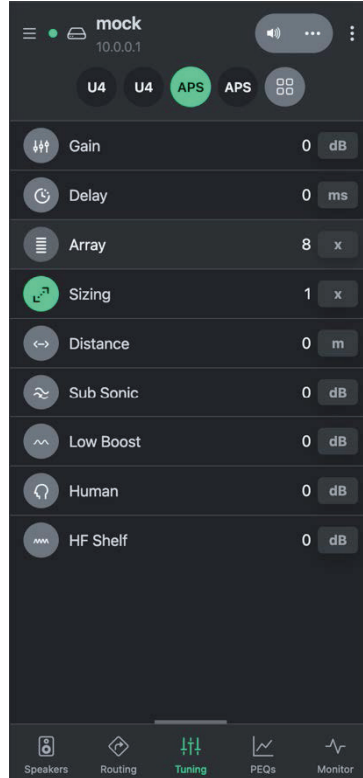 mock
10.0.0.1
U4 U4 APS APS
Gain 0 dB
Delay 0 ms
Array 8 x
Sizing 1 x
Distance 0 m
Sub Sonic 0 dB
Low Boost 0 dB
Human 0 dB
HF Shelf 0 dB
Speakers Routing Tuning PEQs Monitor